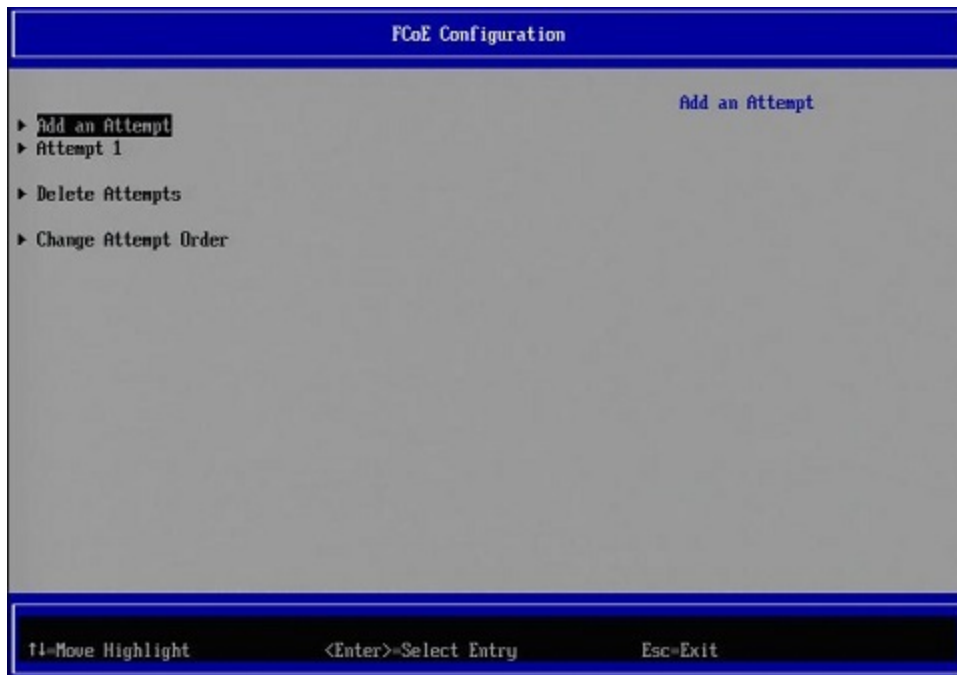 FCoE Configuration
Add an Attempt
▶ Add an Attempt
▶ Attempt 1
▶ Delete Attempts
▶ Change Attempt Order
↑↓=Move Highlight <Enter>=Select Entry Esc=Exit